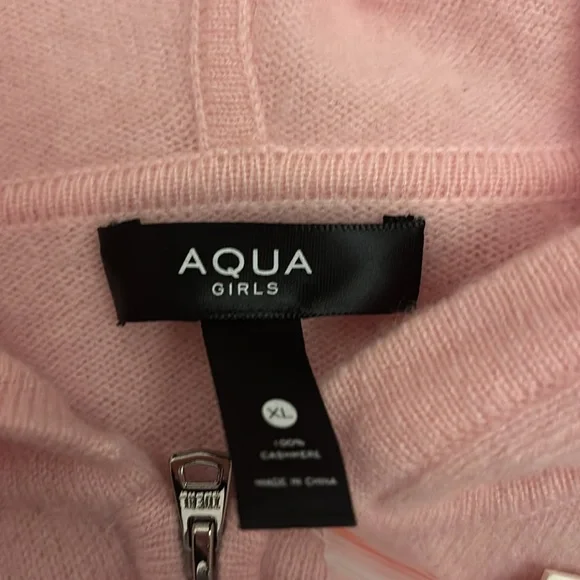 AQUA
GIRLS
XL
100%
CASHMERE
MADE IN CHINA